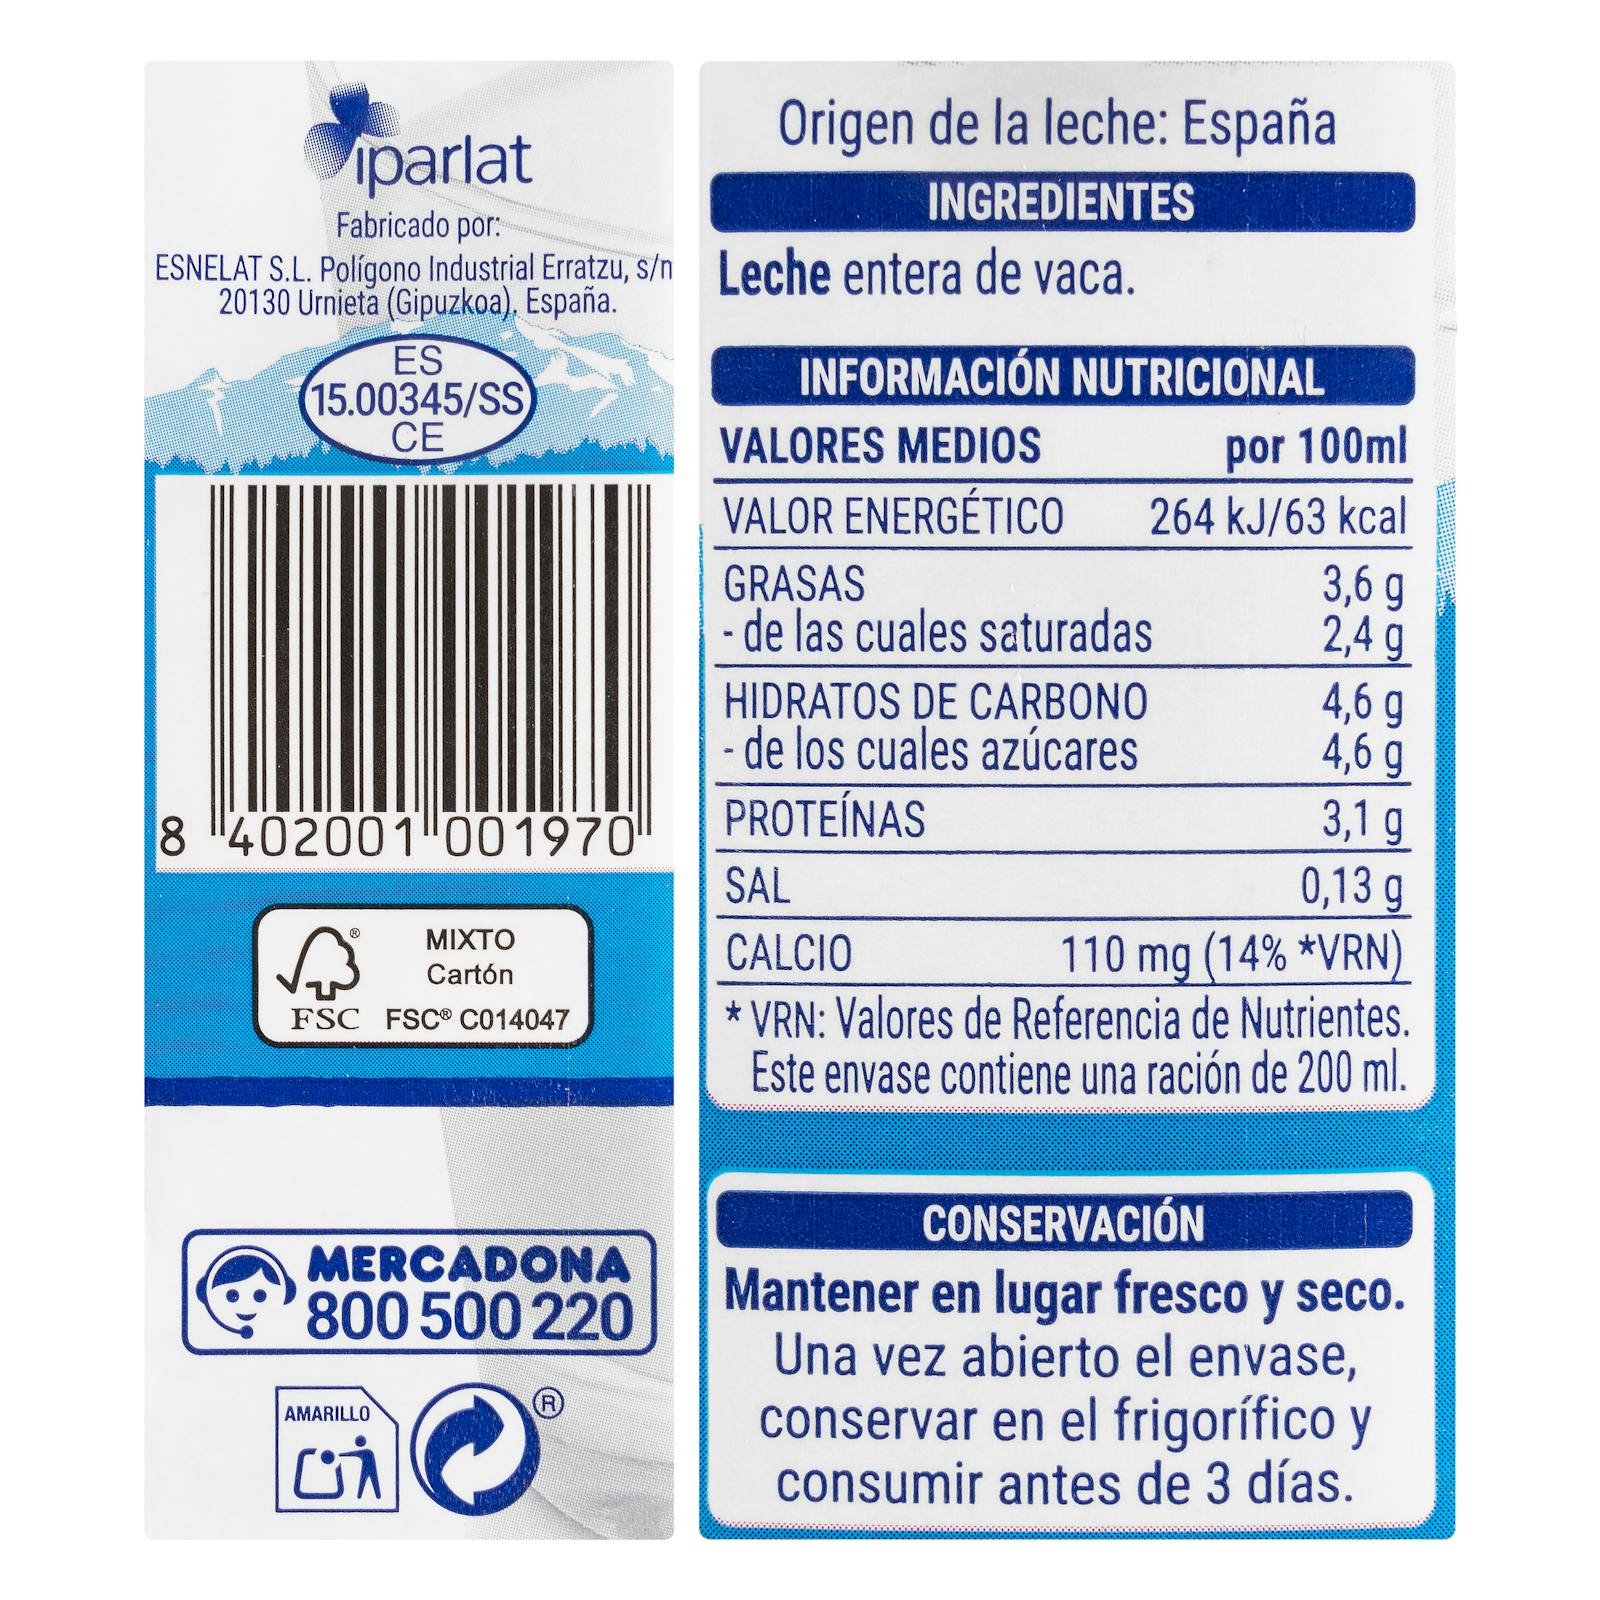 iparlat
Fabricado por:
ESNELAT S.L. Polígono Industrial Erratzu, s/n
20130 Urnieta (Gipuzkoa). España.
ES
15.00345/SS
CE
8 402001 001970
MIXTO
Cartón
FSC FSC® C014047
MERCADONA
800 500 220
AMARILLO
®
Origen de la leche: España
INGREDIENTES
Leche entera de vaca.
INFORMACIÓN NUTRICIONAL
VALORES MEDIOS por 100ml
VALOR ENERGÉTICO 264 kJ/63 kcal
GRASAS 3,6 g
- de las cuales saturadas 2,4 g
HIDRATOS DE CARBONO 4,6 g
- de los cuales azúcares 4,6 g
PROTEÍNAS 3,1 g
SAL 0,13 g
CALCIO 110 mg (14% *VRN)
* VRN: Valores de Referencia de Nutrientes.
Este envase contiene una ración de 200 ml.
CONSERVACIÓN
Mantener en lugar fresco y seco.
Una vez abierto el envase,
conservar en el frigorífico y
consumir antes de 3 días.